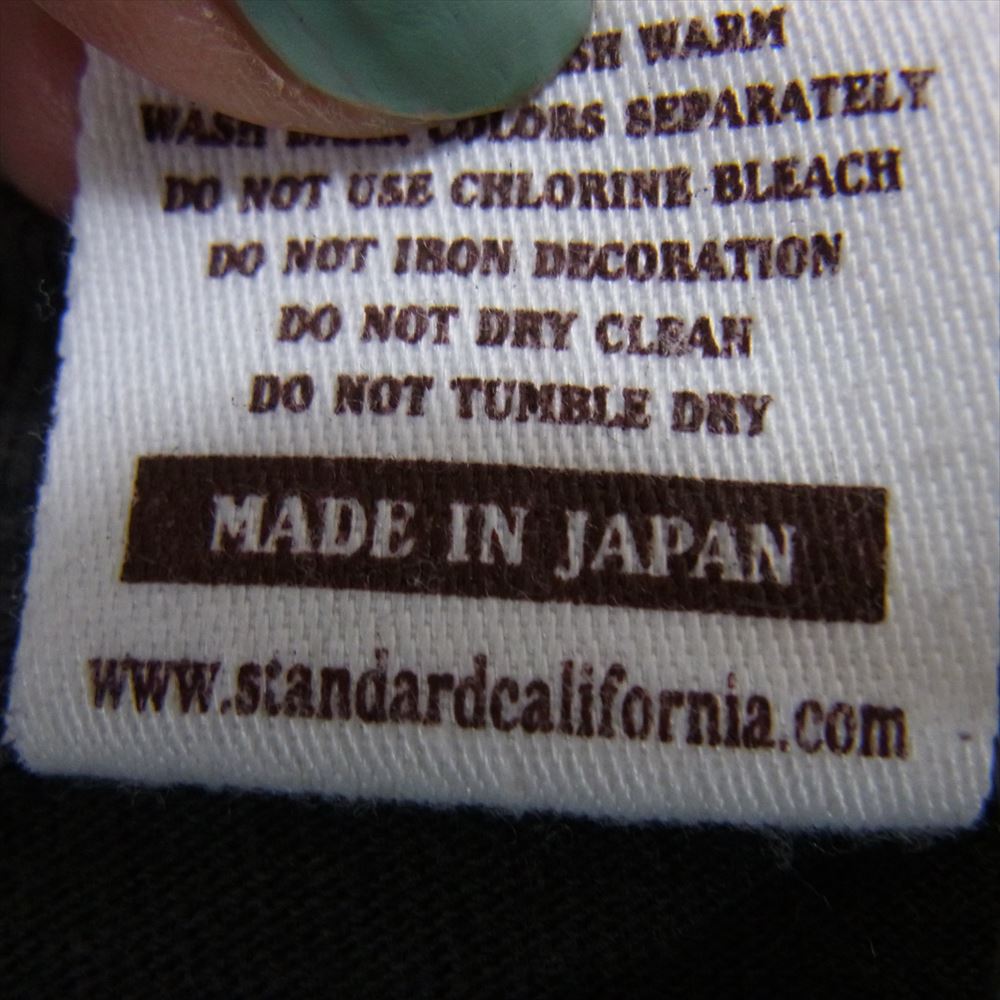 WARM
WASH COLORS SEPARATELY
DO NOT USE CHLORINE BLEACH
DO NOT IRON DECORATION
DO NOT DRY CLEAN
DO NOT TUMBLE DRY
MADE IN JAPAN
www.standardcalifornia.com